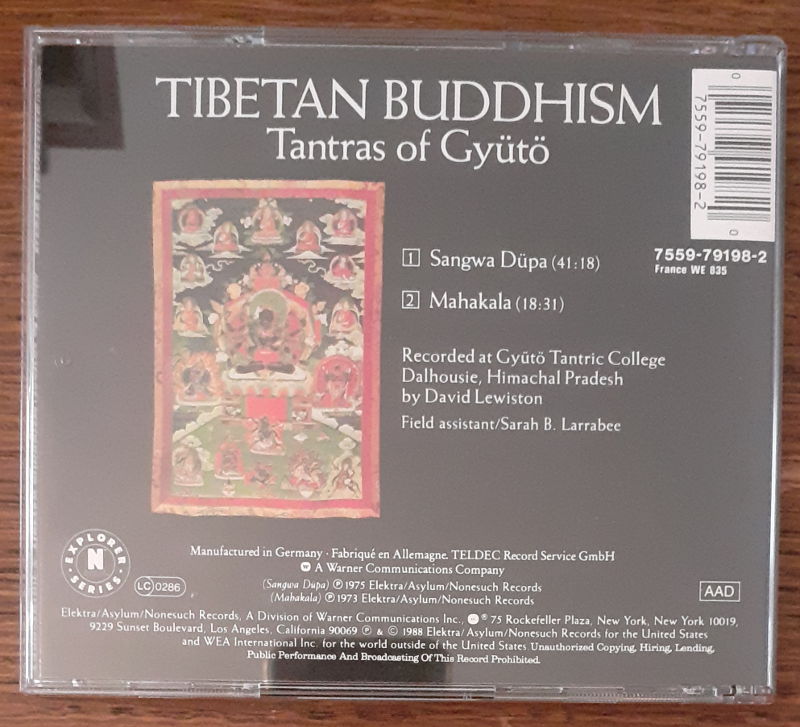 TIBETAN BUDDHISM
Tantras of Gyütö
0
7559-79198-2
0
7559-79198-2
France WE 835
1 Sangwa Düpa (41:18)
2 Mahakala (18:31)
Recorded at Gyütö Tantric College
Dalhousie, Himachal Pradesh
by David Lewiston
Field assistant/Sarah B. Larrabee
EXPLORER
N
SERIES
LC 0286
Manufactured in Germany · Fabriqué en Allemagne. TELDEC Record Service GmbH
A Warner Communications Company
(Sangwa Dupa) ℗ 1975 Elektra/Asylum/Nonesuch Records
(Mahakala) ℗ 1973 Elektra/Asylum/Nonesuch Records
AAD
Elektra/Asylum/Nonesuch Records, A Division of Warner Communications Inc., ® 75 Rockefeller Plaza, New York, New York 10019,
9229 Sunset Boulevard, Los Angeles, California 90069 ℗ & © 1988 Elektra/Asylum/Nonesuch Records for the United States
and WEA International Inc. for the world outside of the United States Unauthorized Copying, Hiring, Lending,
Public Performance And Broadcasting Of This Record Prohibited.